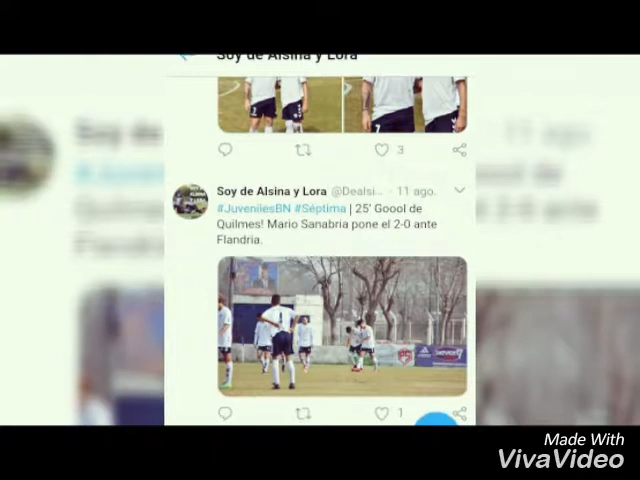 Soy de Alsina y Lora
3
Soy de Alsina y Lora @Dealsi... · 11 ago.
#JuvenilesBN #Séptima | 25' Goool de
Quilmes! Mario Sanabria pone el 2-0 ante
Flandria.
1
Made With
VivaVideo